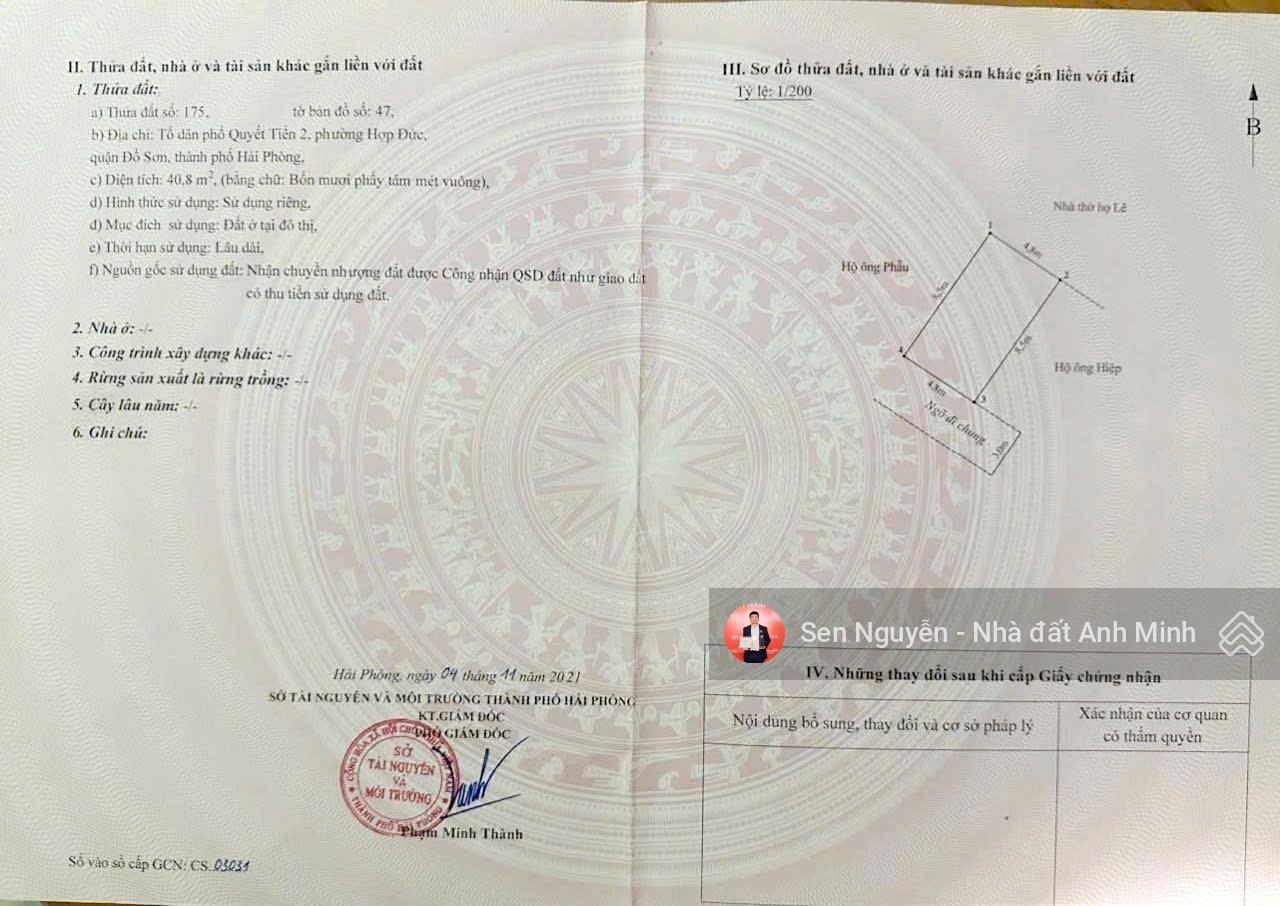 II. Thửa đất, nhà ở và tài sản khác gắn liền với đất
1. Thửa đất:
a) Thửa đất số: 175, tờ bản đồ số: 47,
b) Địa chỉ: Tổ dân phố Quyết Tiến 2, phường Hợp Đức,
quận Đồ Sơn, thành phố Hải Phòng,
c) Diện tích: 40,8 m², (bằng chữ: Bốn mươi phẩy tám mét vuông),
d) Hình thức sử dụng: Sử dụng riêng,
đ) Mục đích sử dụng: Đất ở tại đô thị,
e) Thời hạn sử dụng: Lâu dài,
f) Nguồn gốc sử dụng đất: Nhận chuyển nhượng đất được Công nhận QSD đất như giao đất
có thu tiền sử dụng đất.
2. Nhà ở: -/-
3. Công trình xây dựng khác: -/-
4. Rừng sản xuất là rừng trồng: -/-
5. Cây lâu năm: -/-
6. Ghi chú:
Hải Phòng, ngày 04 tháng 11 năm 2021
SỞ TÀI NGUYÊN VÀ MÔI TRƯỜNG THÀNH PHỐ HẢI PHÒNG
KT.GIÁM ĐỐC
PHÓ GIÁM ĐỐC
CỘNG HÒA XÃ HỘI CHỦ NGHĨA VIỆT NAM
SỞ
TÀI NGUYÊN
VÀ
MÔI TRƯỜNG
THÀNH PHỐ HẢI PHÒNG
Phạm Minh Thành
Số vào sổ cấp GCN: CS.03031
III. Sơ đồ thửa đất, nhà ở và tài sản khác gắn liền với đất
Tỷ lệ: 1/200
B
Nhà thờ họ Lê
1
4,8m
2
Hộ ông Phẩu
8,5m
8,5m
4
Hộ ông Hiệp
4,8m
3
Ngõ đi chung
3,0m
Sen Nguyễn - Nhà đất Anh Minh
IV. Những thay đổi sau khi cấp Giấy chứng nhận
Nội dung bổ sung, thay đổi và cơ sở pháp lý
Xác nhận của cơ quan
có thẩm quyền